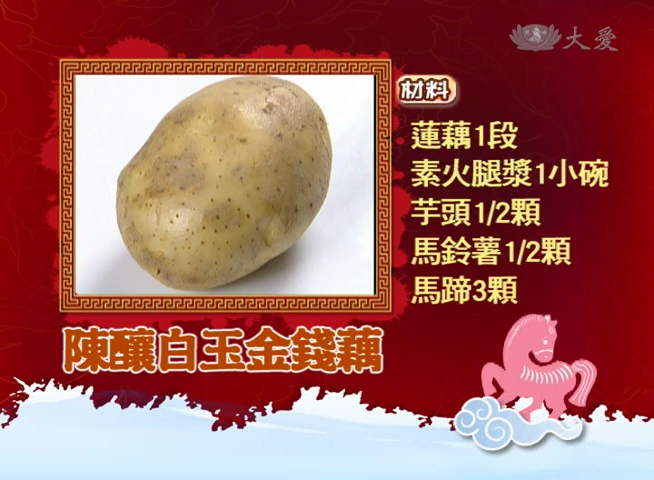 大愛
材料
蓮藕1段
素火腿漿1小碗
芋頭1/2顆
馬鈴薯1/2顆
馬蹄3顆
陳釀白玉金錢藕